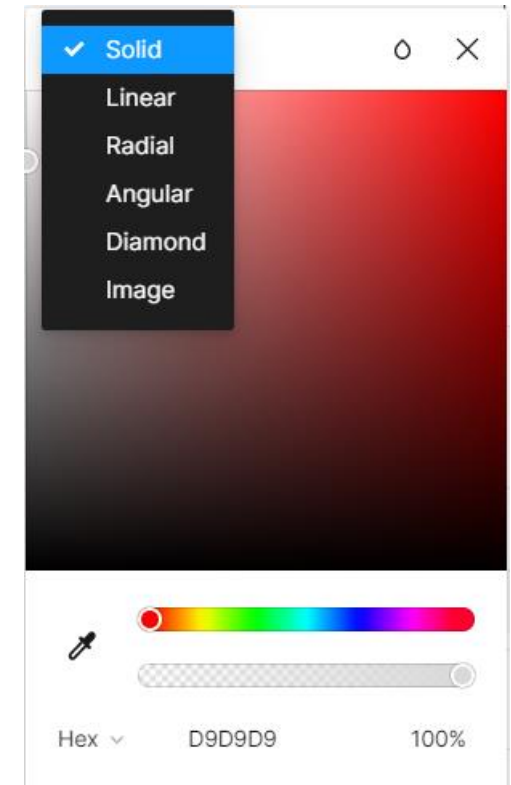 Solid
Linear
Radial
Angular
Diamond
Image
Hex D9D9D9 100%